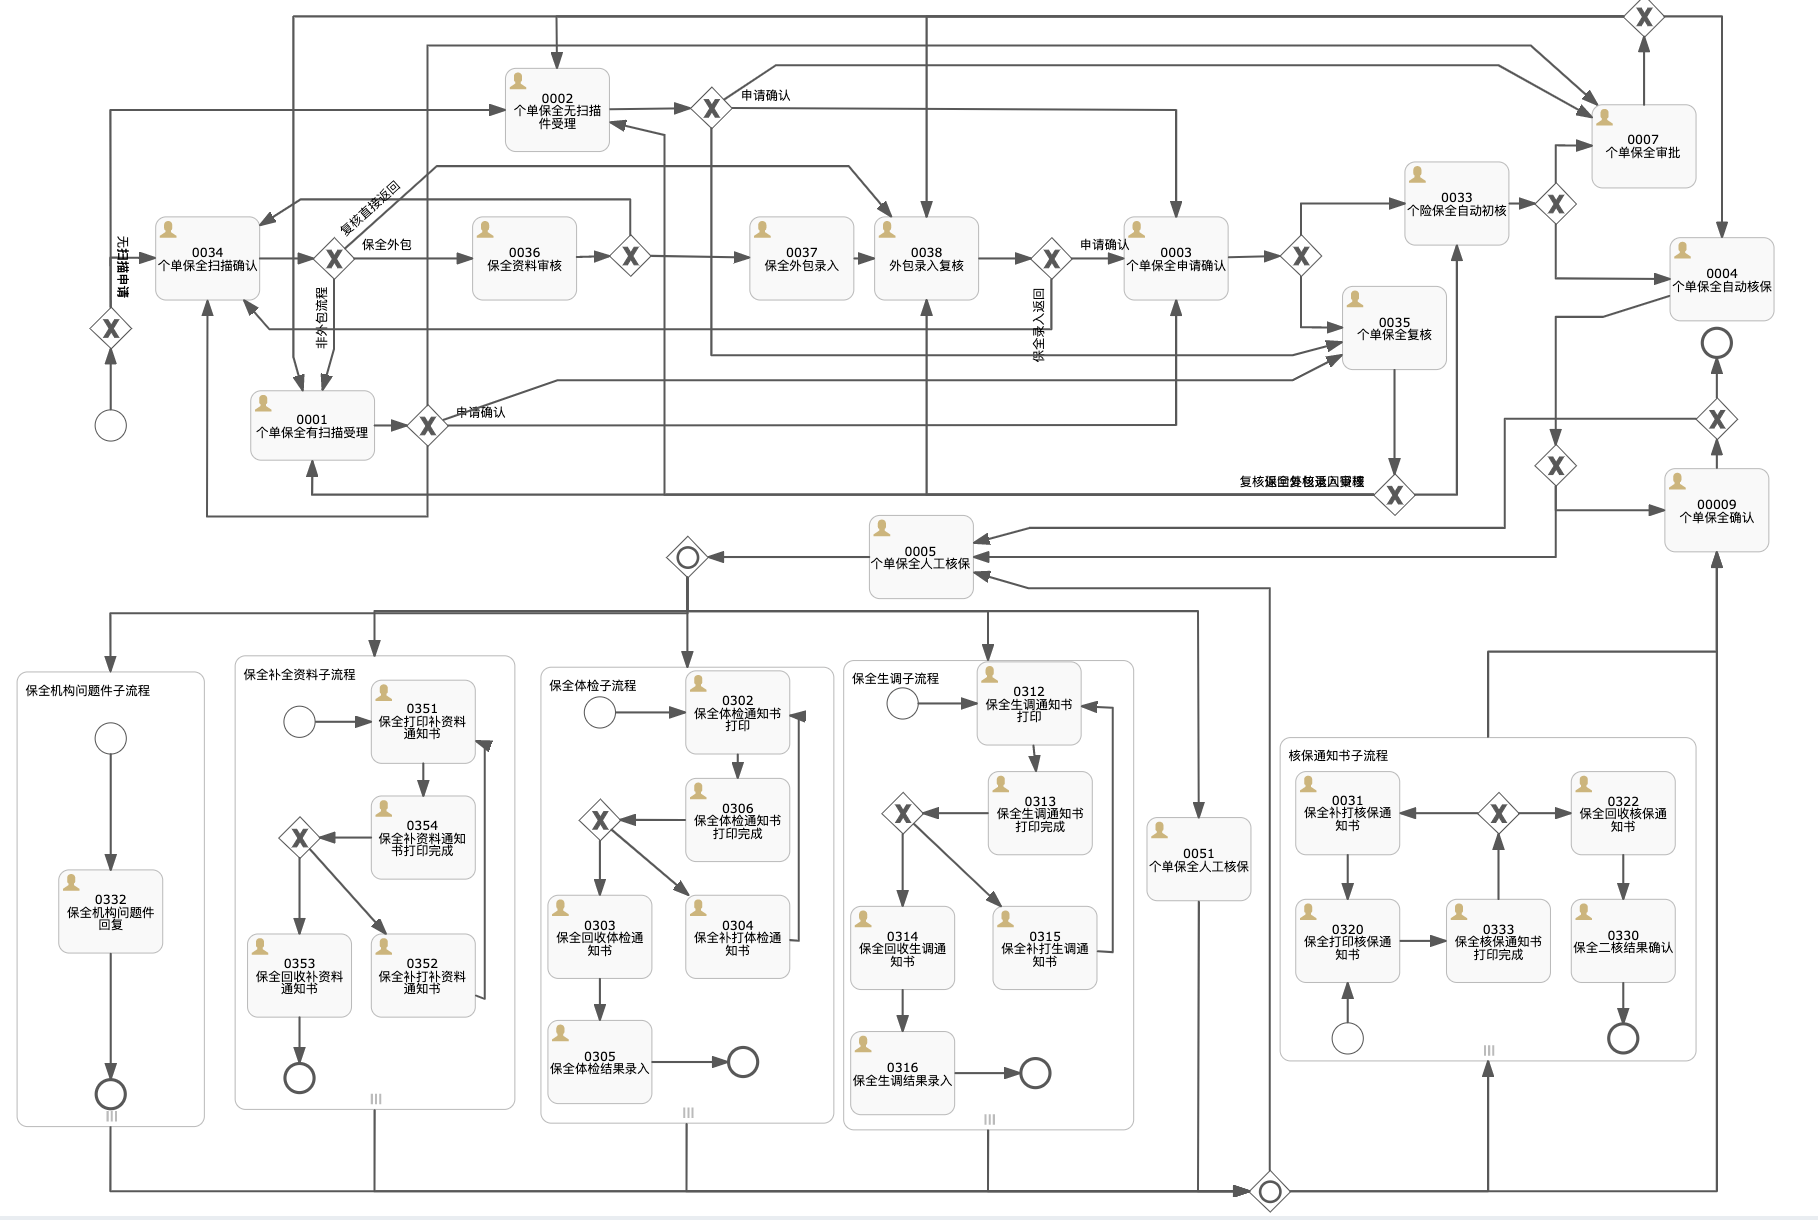 0002
个单保全无扫描
件受理
申请确认
0007
个单保全审批
0033
个险保全自动初核
复核直接返回
无扫描申请
0034
个单保全扫描确认
保全外包
0036
保全资料审核
0037
保全外包录入
0038
外包录入复核
申请确认
0003
个单保全申请确认
0004
个单保全自动核保
非外包流程
保全录入返回
0035
个单保全复核
0001
个单保全有扫描受理
申请确认
00009
个单保全确认
0005
个单保全人工核保
保全机构问题件子流程
0332
保全机构问题件
回复
保全补全资料子流程
0351
保全打印补资料
通知书
0354
保全补资料通知
书打印完成
0353
保全回收补资料
通知书
0352
保全补打补资料
通知书
保全体检子流程
0302
保全体检通知书
打印
0306
保全体检通知书
打印完成
0303
保全回收体检通
知书
0304
保全补打体检通
知书
0305
保全体检结果录入
保全生调子流程
0312
保全生调通知书
打印
0313
保全生调通知书
打印完成
0314
保全回收生调通
知书
0315
保全补打生调通
知书
0316
保全生调结果录入
0051
个单保全人工核保
核保通知书子流程
0031
保全补打核保通
知书
0322
保全回收核保通
知书
0320
保全打印核保通
知书
0333
保全核保通知书
打印完成
0330
保全二核结果确认